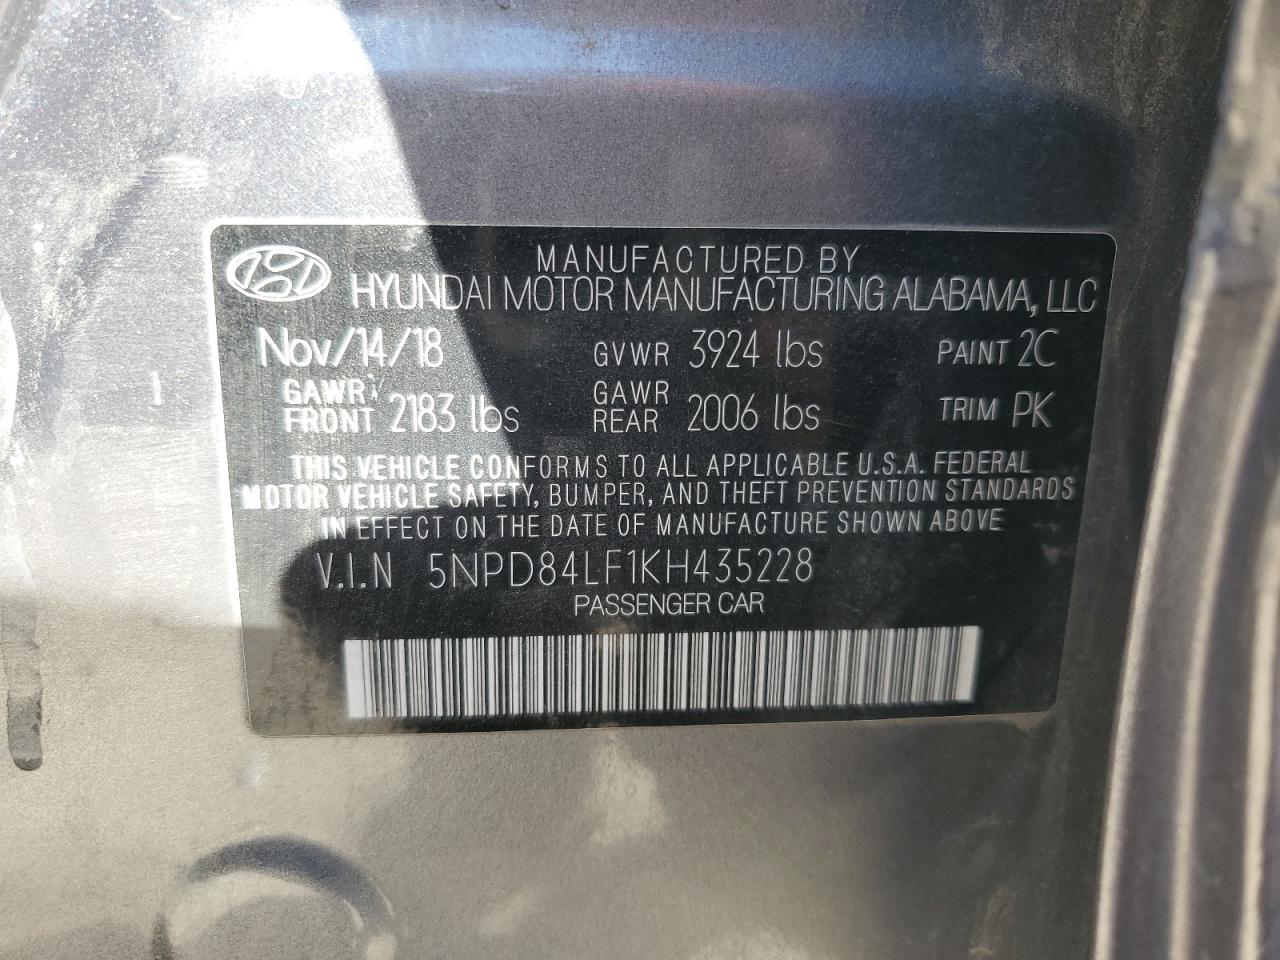 MANUFACTURED BY
HYUNDAI MOTOR MANUFACTURING ALABAMA, LLC
Nov/14/18 GVWR 3924 lbs PAINT 2C
GAWR FRONT 2183 lbs GAWR REAR 2006 lbs TRIM PK
THIS VEHICLE CONFORMS TO ALL APPLICABLE U.S.A. FEDERAL
MOTOR VEHICLE SAFETY, BUMPER, AND THEFT PREVENTION STANDARDS
IN EFFECT ON THE DATE OF MANUFACTURE SHOWN ABOVE
V.I.N 5NPD84LF1KH435228
PASSENGER CAR